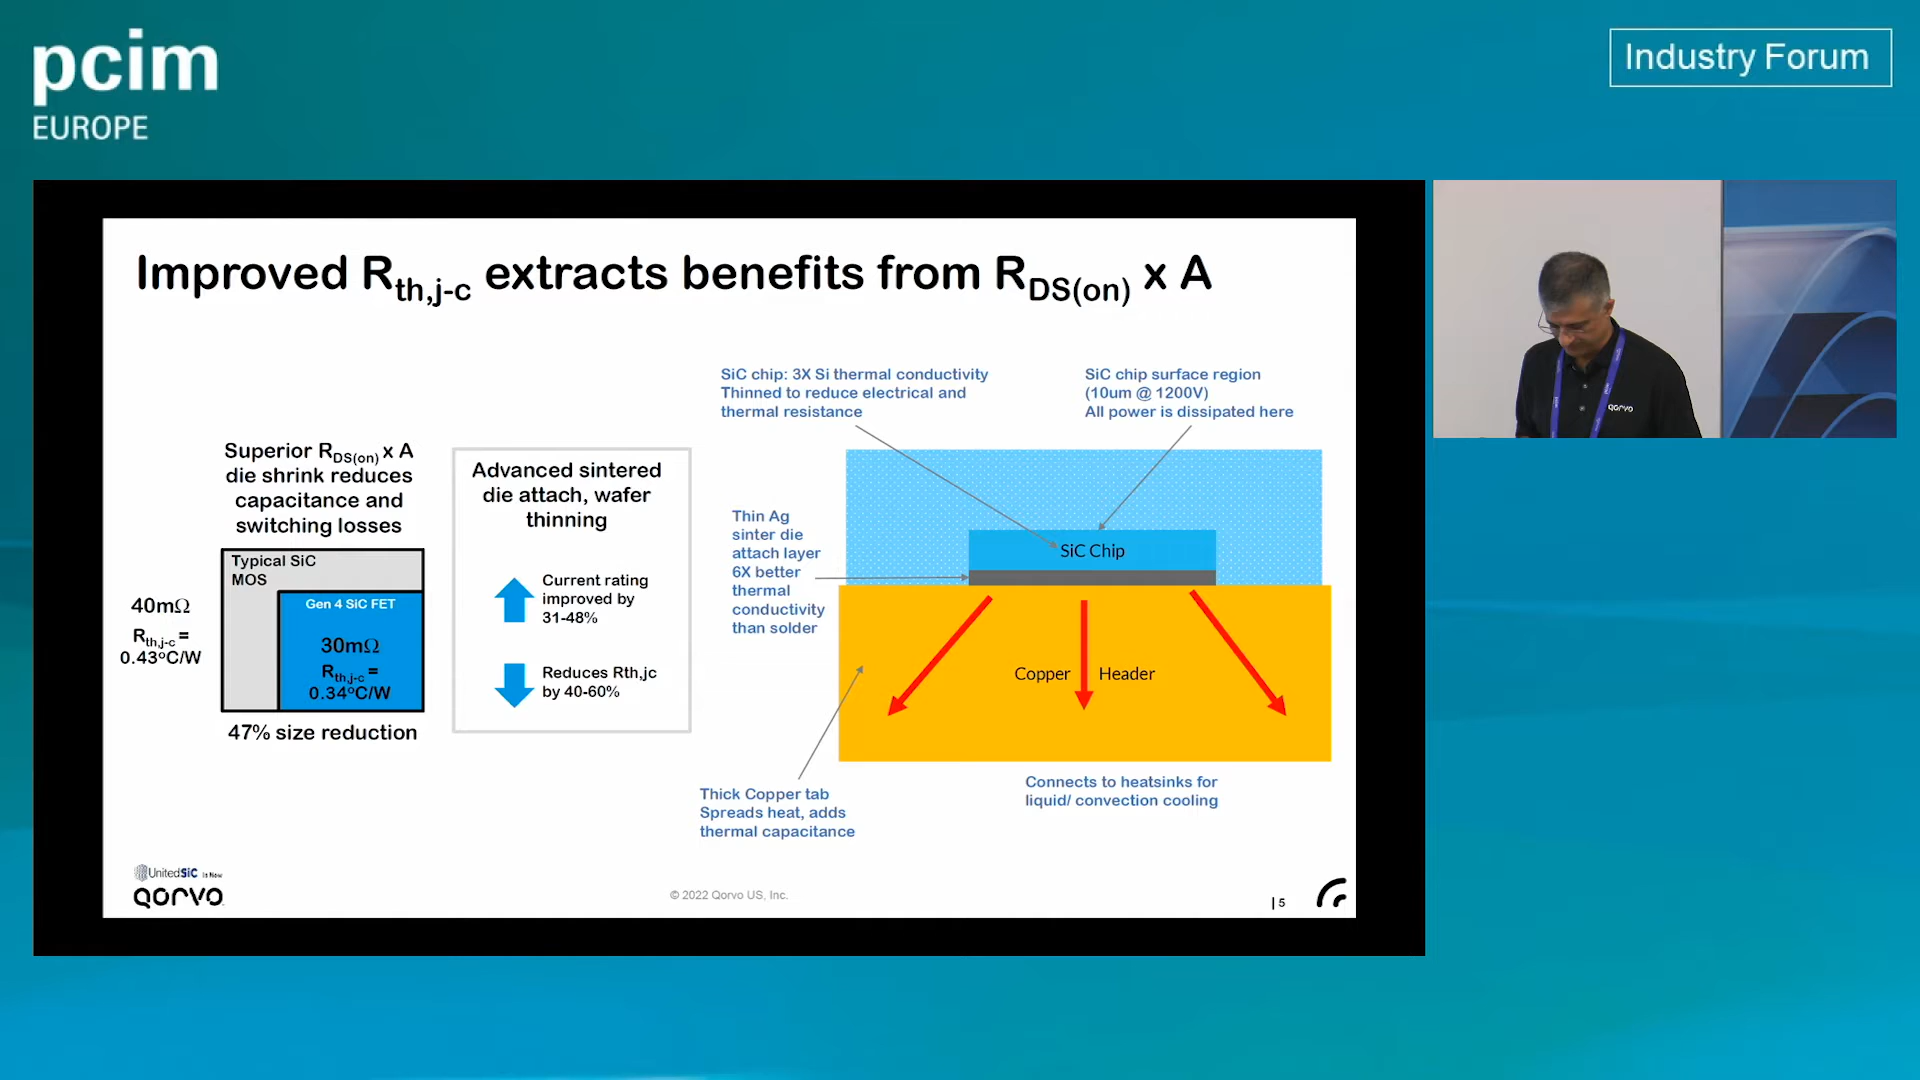 pcim
EUROPE
Industry Forum
Improved Rth,j-c extracts benefits from RDS(on) x A
Superior RDS(on) x A
die shrink reduces
capacitance and
switching losses
Typical SiC
MOS
40mΩ
Rth,j-c =
0.43°C/W
Gen 4 SiC FET
30mΩ
Rth,j-c =
0.34°C/W
47% size reduction
Advanced sintered
die attach, wafer
thinning
Current rating
improved by
31-48%
Reduces Rth,jc
by 40-60%
SiC chip: 3X Si thermal conductivity
Thinned to reduce electrical and
thermal resistance
SiC chip surface region
(10um @ 1200V)
All power is dissipated here
Thin Ag
sinter die
attach layer
6X better
thermal
conductivity
than solder
SiC Chip
Copper Header
Thick Copper tab
Spreads heat, adds
thermal capacitance
Connects to heatsinks for
liquid/ convection cooling
UnitedSiC is Now
QORVO
© 2022 Qorvo US, Inc.
| 5
QORVO